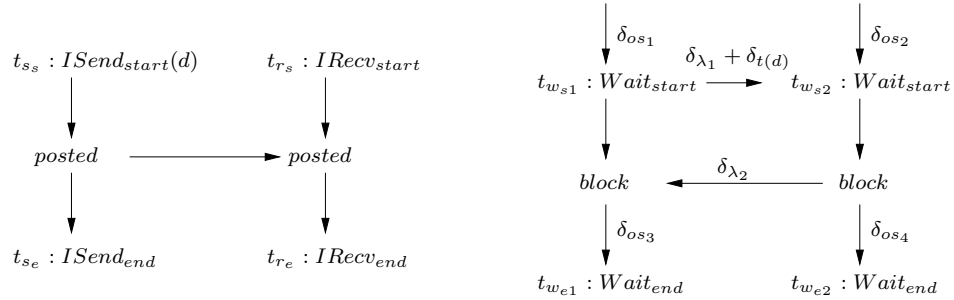 δ_{os_1} δ_{os_2}
t_{s_s} : ISend_{start}(d) t_{r_s} : IRecv_{start} δ_{λ_1} + δ_{t(d)}
t_{w_{s1}} : Wait_{start} t_{w_{s2}} : Wait_{start}
posted posted
block δ_{λ_2} block
δ_{os_3} δ_{os_4}
t_{s_e} : ISend_{end} t_{r_e} : IRecv_{end}
t_{w_{e1}} : Wait_{end} t_{w_{e2}} : Wait_{end}